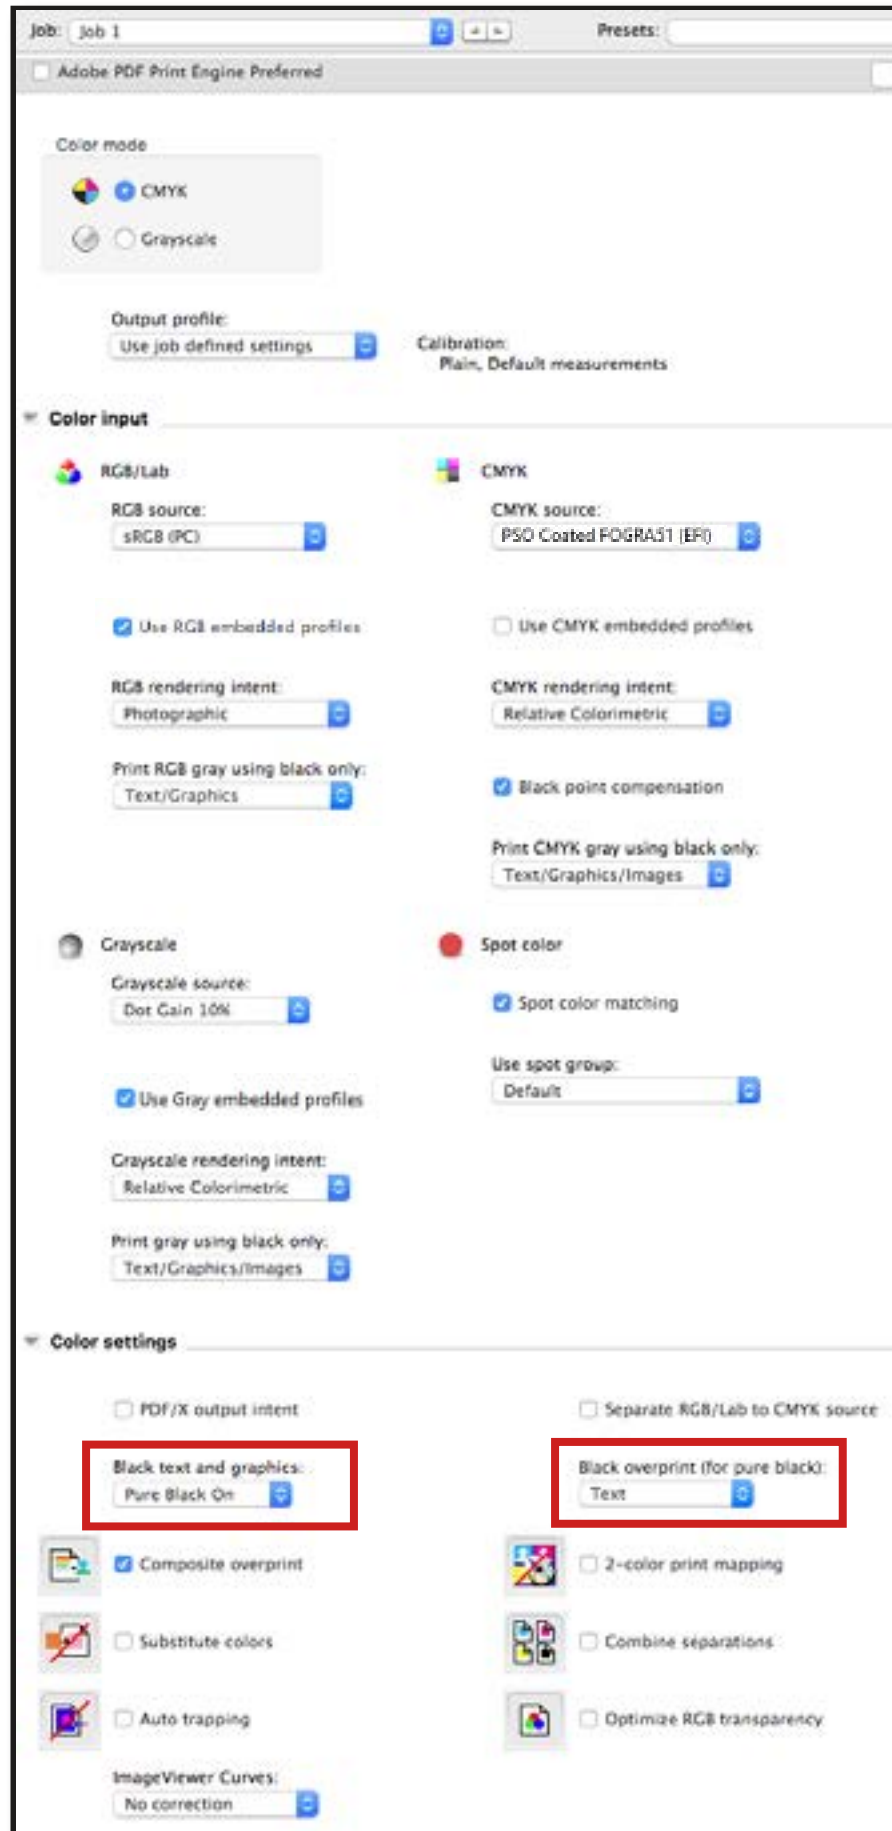 Job: Job 1 Presets:
Adobe PDF Print Engine Preferred
Color mode
CMYK
Grayscale
Output profile:
Use job defined settings
Calibration:
Plain, Default measurements
Color input
RGB/Lab
RGB source:
sRGB (PC)
Use RGB embedded profiles
RGB rendering intent:
Photographic
Print RGB gray using black only:
Text/Graphics
CMYK
CMYK source:
PSO Coated FOGRA51 (EFI)
Use CMYK embedded profiles
CMYK rendering intent:
Relative Colorimetric
Black point compensation
Print CMYK gray using black only:
Text/Graphics/Images
Grayscale
Grayscale source:
Dot Gain 10%
Use Gray embedded profiles
Grayscale rendering intent:
Relative Colorimetric
Print gray using black only:
Text/Graphics/Images
Spot color
Spot color matching
Use spot group:
Default
Color settings
PDF/X output intent
Separate RGB/Lab to CMYK source
Black text and graphics:
Pure Black On
Black overprint (for pure black):
Text
Composite overprint
2-color print mapping
Substitute colors
Combine separations
Auto trapping
Optimize RGB transparency
ImageViewer Curves:
No correction